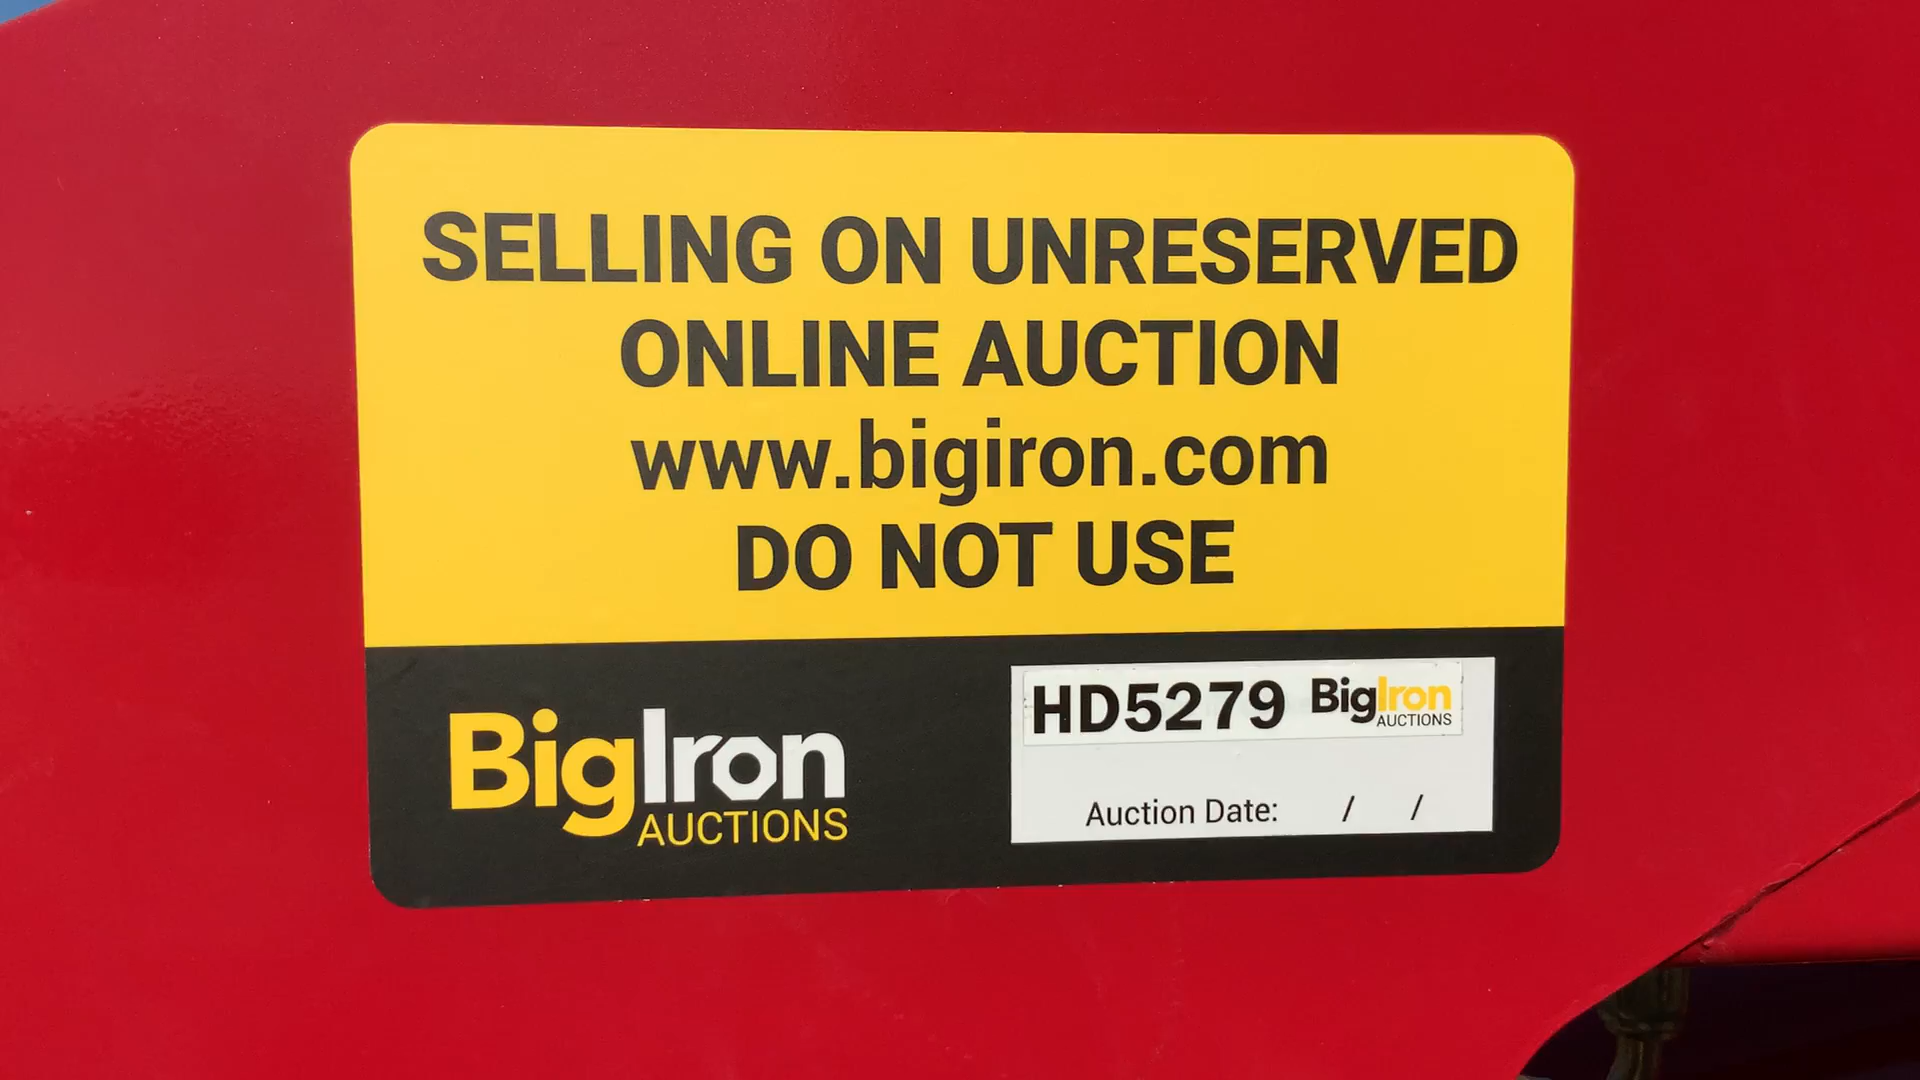 SELLING ON UNRESERVED
ONLINE AUCTION
www.bigiron.com
DO NOT USE
BigIron
AUCTIONS
HD5279 BigIron
AUCTIONS
Auction Date: / /